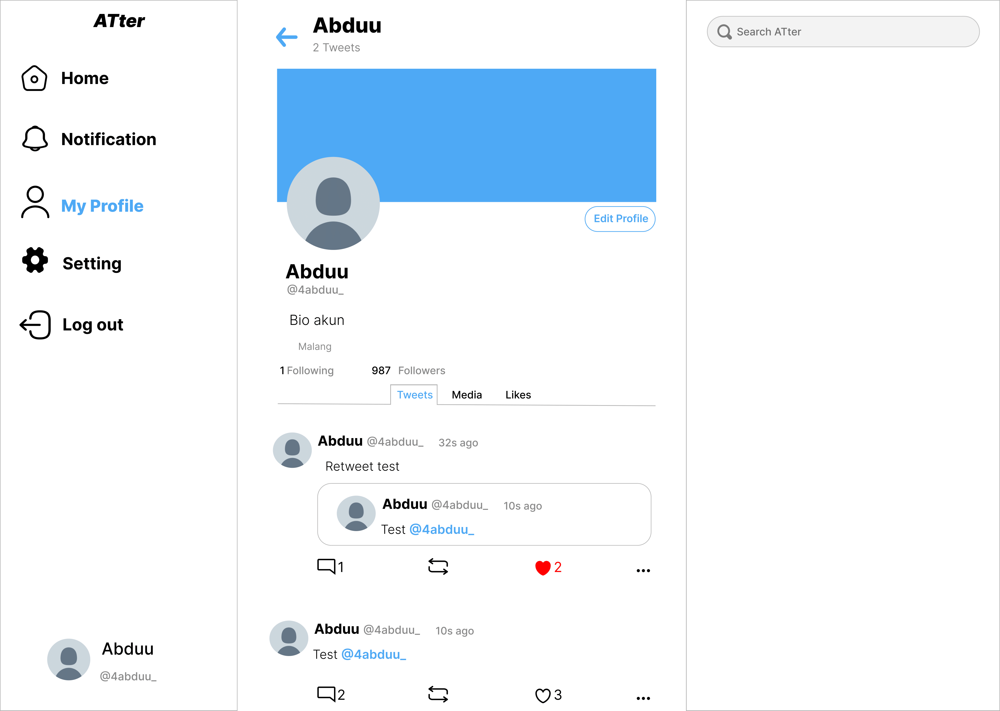 ATter
Home
Notification
My Profile
Setting
Log out
Abduu
@4abduu_
Abduu
2 Tweets
Edit Profile
Abduu
@4abduu_
Bio akun
Malang
1 Following 987 Followers
Tweets Media Likes
Abduu @4abduu_ 32s ago
Retweet test
Abduu @4abduu_ 10s ago
Test @4abduu_
1 2
Abduu @4abduu_ 10s ago
Test @4abduu_
2 3
Search ATter